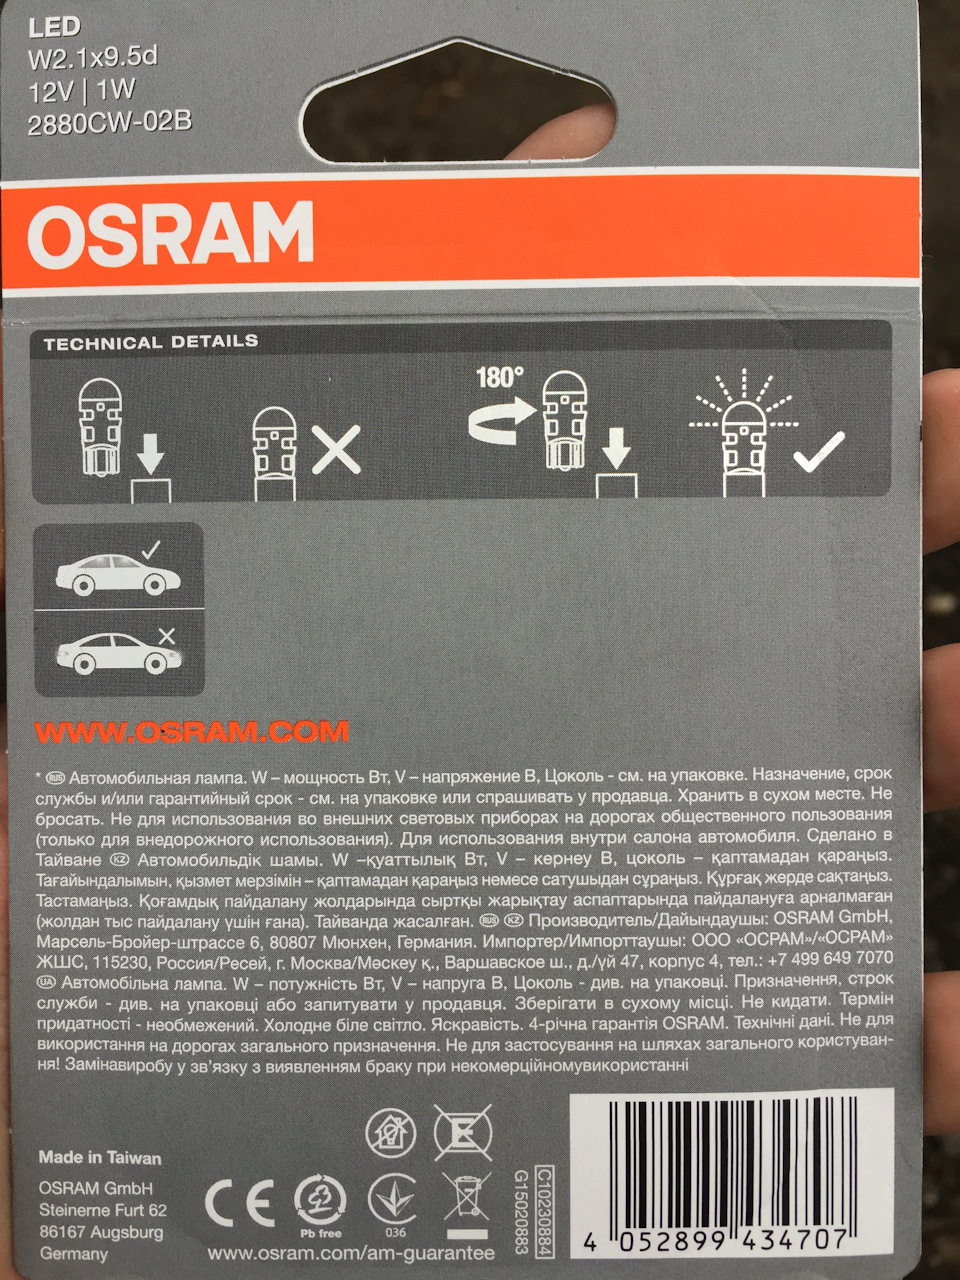 LED
W2.1x9.5d
12V | 1W
2880CW-02B
OSRAM
TECHNICAL DETAILS
180°
WWW.OSRAM.COM
* RUS Автомобильная лампа. W – мощность Вт, V – напряжение В, Цоколь - см. на упаковке. Назначение, срок
службы и/или гарантийный срок - см. на упаковке или спрашивать у продавца. Хранить в сухом месте. Не
бросать. Не для использования во внешних световых приборах на дорогах общественного пользования
(только для внедорожного использования). Для использования внутри салона автомобиля. Сделано в
Тайване KZ Автомобильдік шамы. W –қуаттылық Вт, V – кернеу В, цоколь – қаптамадан қараңыз.
Тағайындалымын, қызмет мерзімін – қаптамадан қараңыз немесе сатушыдан сұраңыз. Құрғақ жерде сақтаңыз.
Тастамаңыз. Қоғамдық пайдалану жолдарында сыртқы жарықтау аспаптарында пайдалануға арналмаған
(жолдан тыс пайдалану үшін ғана). Тайванда жасалған. RUS KZ Производитель/Дайындаушы: OSRAM GmbH,
Марсель-Бройер-штрассе 6, 80807 Мюнхен, Германия. Импортер/Импорттаушы: ООО «ОСРАМ»/«ОСРАМ»
ЖШС, 115230, Россия/Ресей, г. Москва/Мәскеу қ., Варшавское ш., д./үй 47, корпус 4, тел.: +7 499 649 7070
UA Автомобільна лампа. W – потужність Вт, V – напруга В, Цоколь - див. на упаковці. Призначення, строк
служби - див. на упаковці або запитувати у продавця. Зберігати в сухому місці. Не кидати. Термін
придатності - необмежений. Холодне біле світло. Яскравість. 4-річна гарантія OSRAM. Технічні дані. Не для
використання на дорогах загального призначення. Не для застосування на шляхах загального користуван-
ня! Замінавиробу у зв’язку з виявленням браку при некомерційномувикористанні
E
Made in Taiwan
OSRAM GmbH
Steinerne Furt 62
86167 Augsburg
Germany
CE
Pb free
036
www.osram.com/am-guarantee
C10230884
G15020883
4 052899 434707